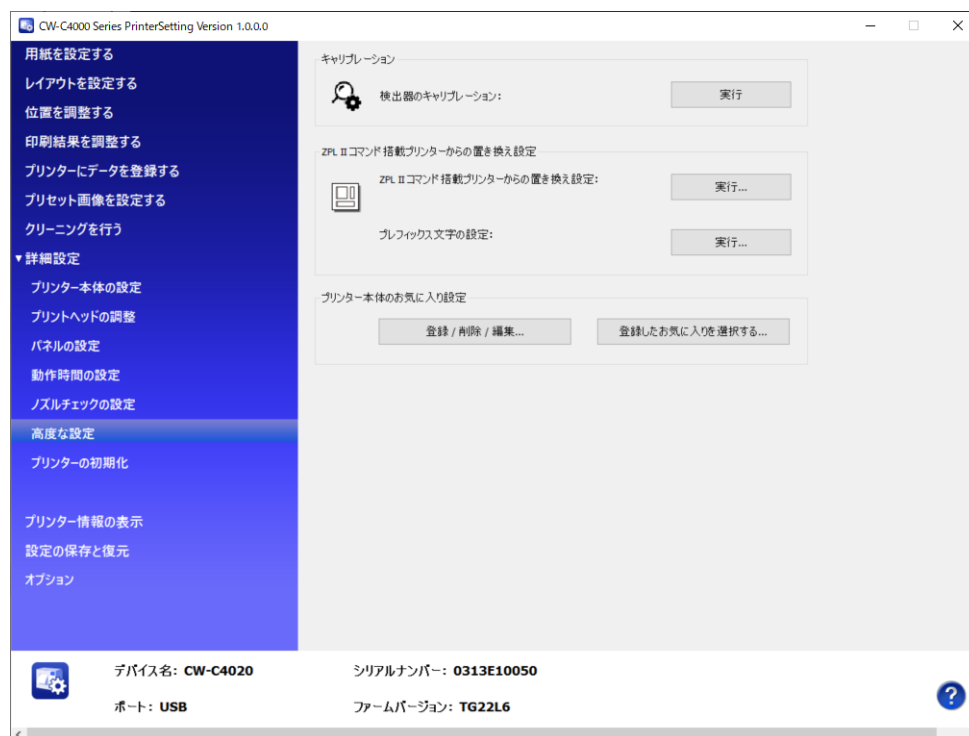 CW-C4000 Series PrinterSetting Version 1.0.0.0
用紙を設定する
レイアウトを設定する
位置を調整する
印刷結果を調整する
プリンターにデータを登録する
プリセット画像を設定する
クリーニングを行う
▼詳細設定
プリンター本体の設定
プリントヘッドの調整
パネルの設定
動作時間の設定
ノズルチェックの設定
高度な設定
プリンターの初期化
プリンター情報の表示
設定の保存と復元
オプション
キャリブレーション
検出器のキャリブレーション: 実行
ZPL IIコマンド搭載プリンターからの置き換え設定
ZPL IIコマンド搭載プリンターからの置き換え設定: 実行...
プレフィックス文字の設定: 実行...
プリンター本体のお気に入り設定
登録 / 削除 / 編集... 登録したお気に入りを選択する...
デバイス名: CW-C4020 シリアルナンバー: 0313E10050
ポート: USB ファームバージョン: TG22L6
?